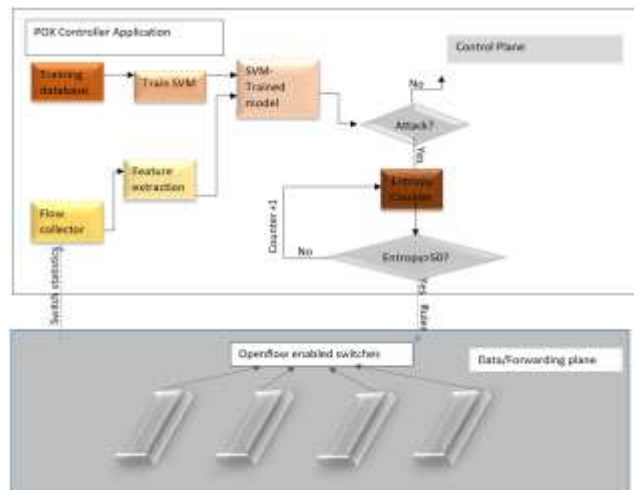 POX Controller Application
Control Plane
Training
database
Train SVM
SVM-
Trained
model
No
Attack?
Yes
Feature
extraction
Entropy
Counter
Flow
collector
Counter +1
No
Entropy>50?
Switch statistics
Yes
Rules
Openflow enabled switches
Data/Forwarding plane